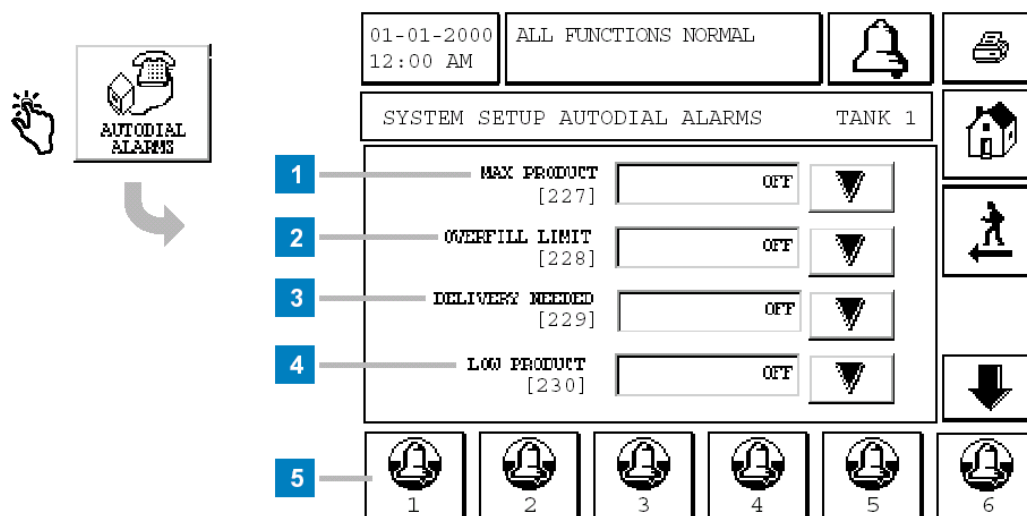 AUTODIAL
ALARMS
01-01-2000
12:00 AM
ALL FUNCTIONS NORMAL
SYSTEM SETUP AUTODIAL ALARMS TANK 1
1
MAX PRODUCT
[227]
OFF
2
OVERFILL LIMIT
[228]
OFF
3
DELIVERY NEEDED
[229]
OFF
4
LOW PRODUCT
[230]
OFF
5
1 2 3 4 5 6